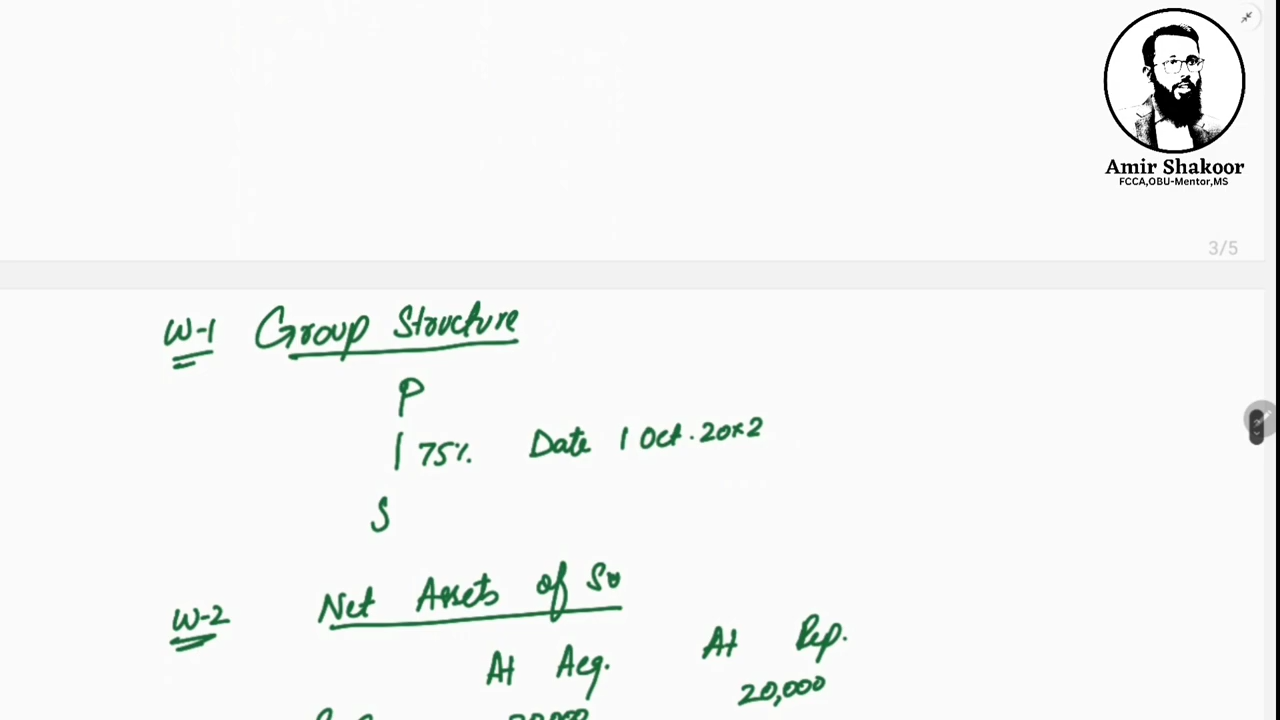 Amir Shakoor
FCCA,OBU-Mentor,MS
3/5
W-1 Group Structure
P
75% Date 1 Oct. 20x2
S
W-2 Net Assets of So
At Acq. At Rep.
20,000